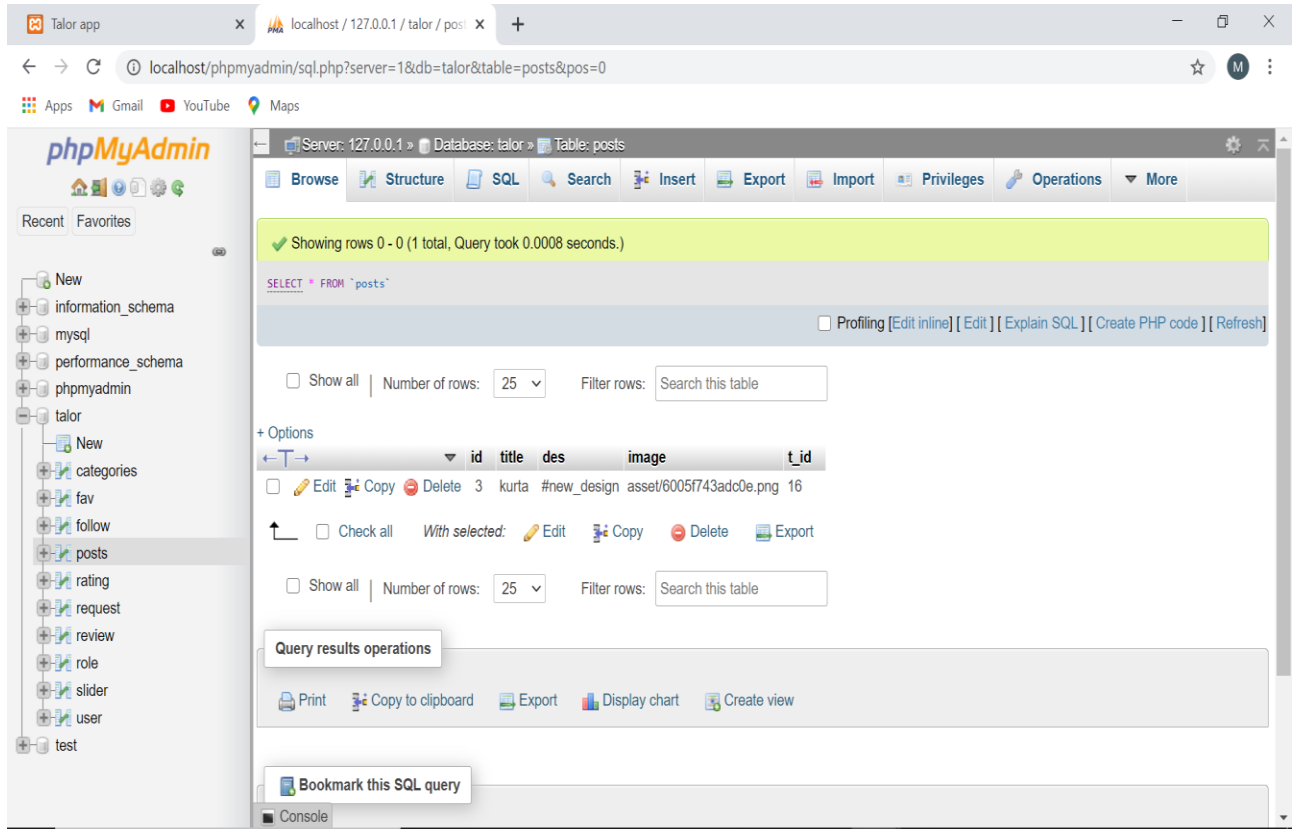 Talor app
localhost / 127.0.0.1 / talor / post
localhost/phpmyadmin/sql.php?server=1&db=talor&table=posts&pos=0
M
Apps Gmail YouTube Maps
phpMyAdmin
Recent Favorites
New
information_schema
mysql
performance_schema
phpmyadmin
talor
New
categories
fav
follow
posts
rating
request
review
role
slider
user
test
Server: 127.0.0.1 » Database: talor » Table: posts
Browse Structure SQL Search Insert Export Import Privileges Operations More
Showing rows 0 - 0 (1 total, Query took 0.0008 seconds.)
SELECT * FROM `posts`
Profiling [Edit inline] [ Edit ] [ Explain SQL ] [ Create PHP code ] [ Refresh]
Show all | Number of rows: 25 Filter rows: Search this table
+ Options
←T→ id title des image t_id
Edit Copy Delete 3 kurta #new_design asset/6005f743adc0e.png 16
Check all With selected: Edit Copy Delete Export
Show all | Number of rows: 25 Filter rows: Search this table
Query results operations
Print Copy to clipboard Export Display chart Create view
Bookmark this SQL query
Console